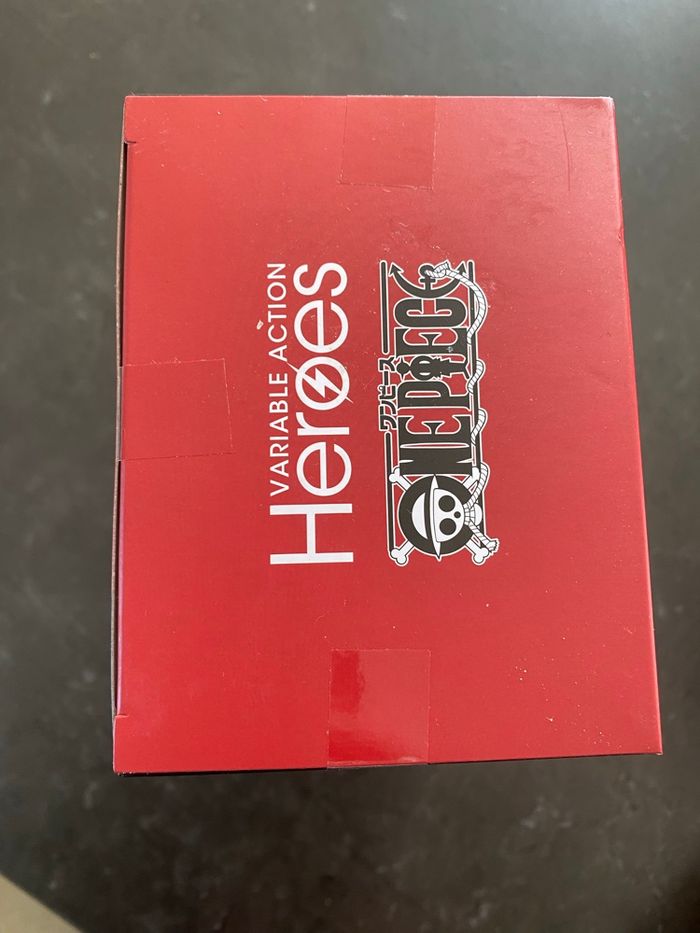 VARIABLE ACTION
Heroes
ワンピース
ONE PIECE